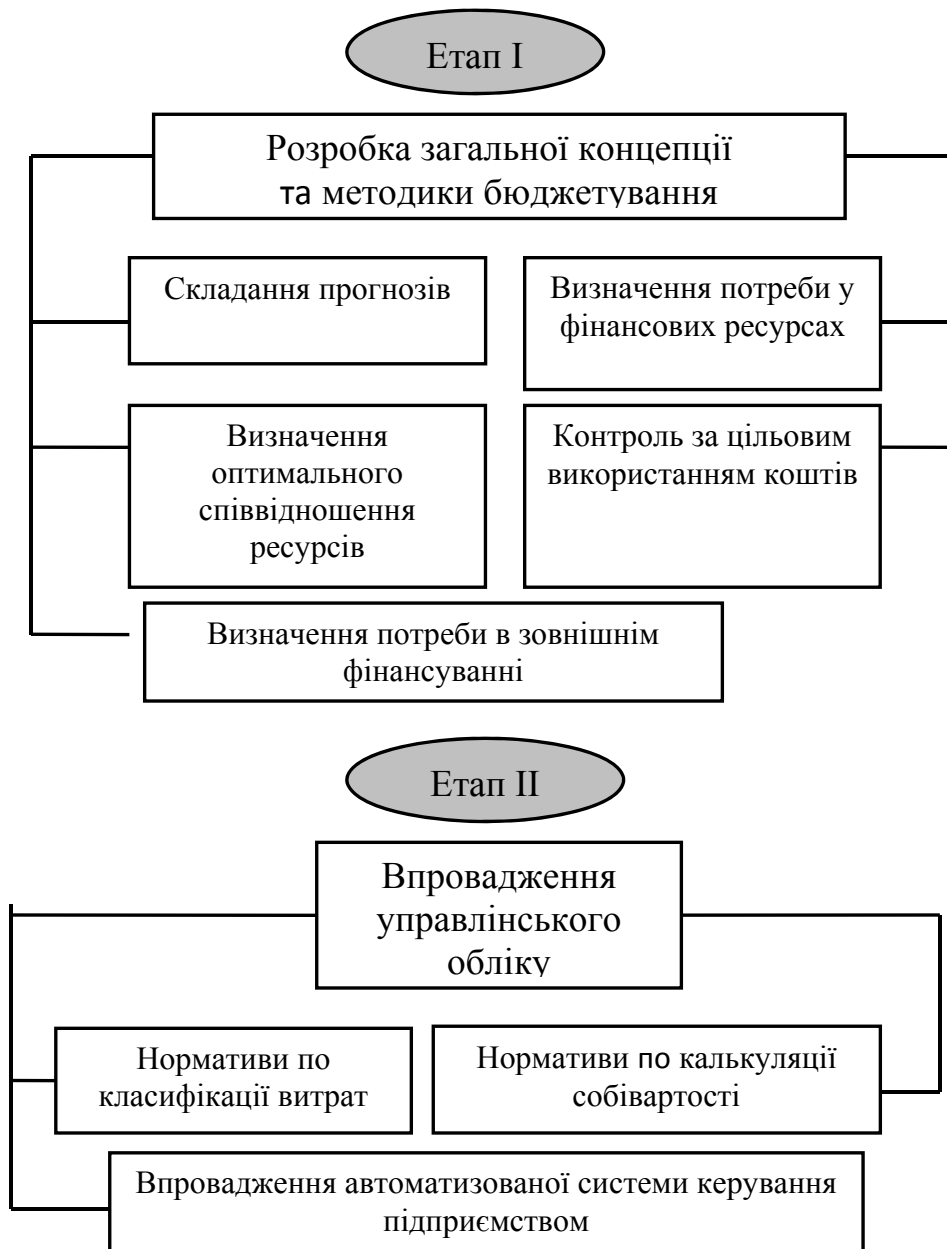 Етап І
Розробка загальної концепції
та методики бюджетування
Складання прогнозів
Визначення потреби у
фінансових ресурсах
Визначення
оптимального
співвідношення
ресурсів
Контроль за цільовим
використанням коштів
Визначення потреби в зовнішнім
фінансуванні
Етап ІІ
Впровадження
управлінського
обліку
Нормативи по
класифікації витрат
Нормативи по калькуляції
собівартості
Впровадження автоматизованої системи керування
підприємством